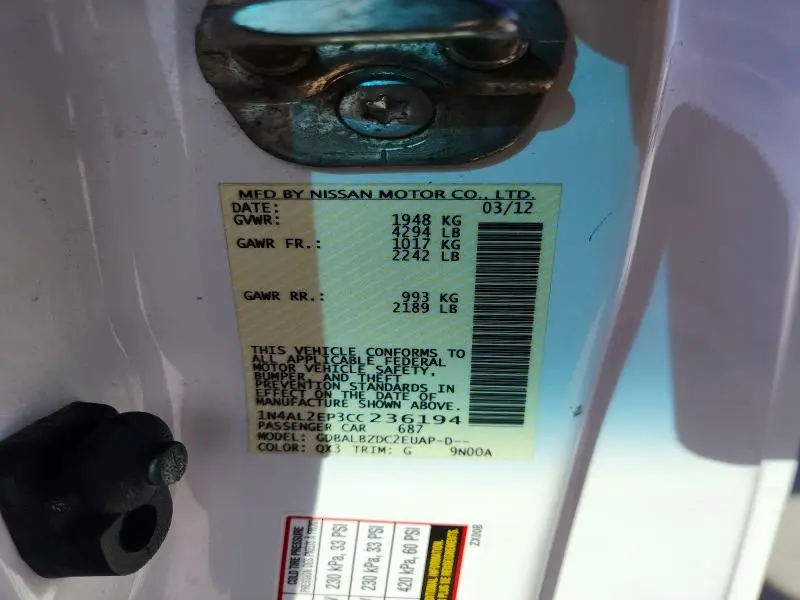 MFD BY NISSAN MOTOR CO., LTD.
DATE: 03/12
GVWR: 1948 KG
4294 LB
GAWR FR.: 1017 KG
2242 LB
GAWR RR.: 993 KG
2189 LB
THIS VEHICLE CONFORMS TO
ALL APPLICABLE FEDERAL
MOTOR VEHICLE SAFETY,
BUMPER, AND THEFT
PREVENTION STANDARDS IN
EFFECT ON THE DATE OF
MANUFACTURE SHOWN ABOVE.
1N4AL2EP3CC236194
PASSENGER CAR 687
MODEL: GDBALBZDC2EUAP-D--
COLOR: QX3 TRIM: G 9N00A
COLD TIRE PRESSURE
230 kPa, 33 PSI
230 kPa, 33 PSI
420 kPa, 60 PSI